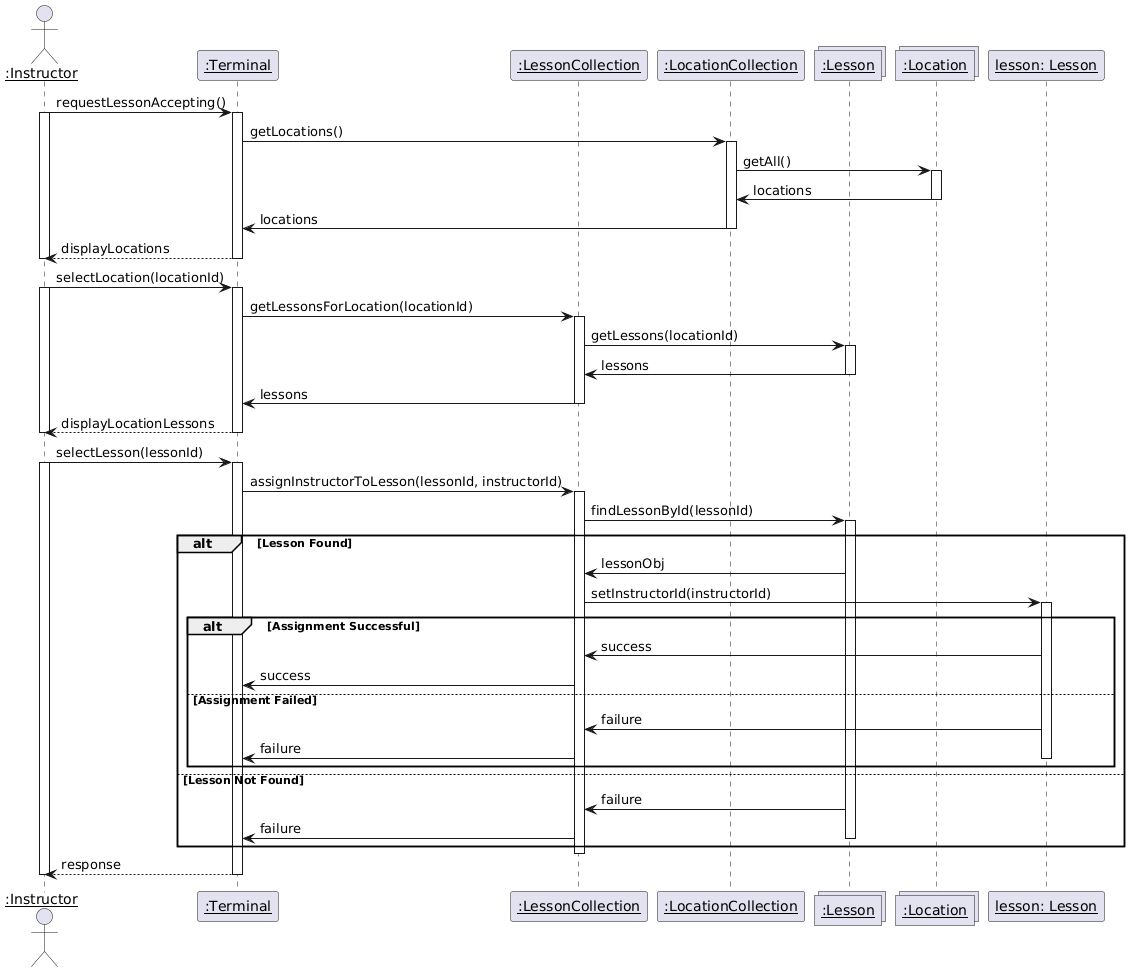 :Instructor
:Terminal
:LessonCollection
:LocationCollection
:Lesson
:Location
lesson: Lesson
requestLessonAccepting()
getLocations()
getAll()
locations
locations
displayLocations
selectLocation(locationId)
getLessonsForLocation(locationId)
getLessons(locationId)
lessons
lessons
displayLocationLessons
selectLesson(lessonId)
assignInstructorToLesson(lessonId, instructorId)
findLessonById(lessonId)
alt [Lesson Found]
lessonObj
setInstructorId(instructorId)
alt [Assignment Successful]
success
success
[Assignment Failed]
failure
failure
[Lesson Not Found]
failure
failure
response
:Instructor
:Terminal
:LessonCollection
:LocationCollection
:Lesson
:Location
lesson: Lesson